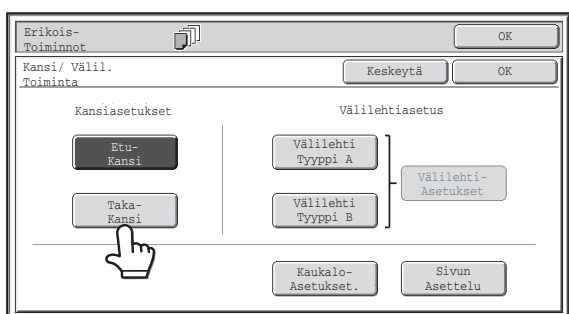 Erikois-
Toiminnot
OK
Kansi/ Välil.
Toiminta
Keskeytä
OK
Kansiasetukset
Välilehtiasetus
Etu-
Kansi
Välilehti
Tyyppi A
Välilehti-
Asetukset
Taka-
Kansi
Välilehti
Tyyppi B
Kaukalo-
Asetukset.
Sivun
Asettelu